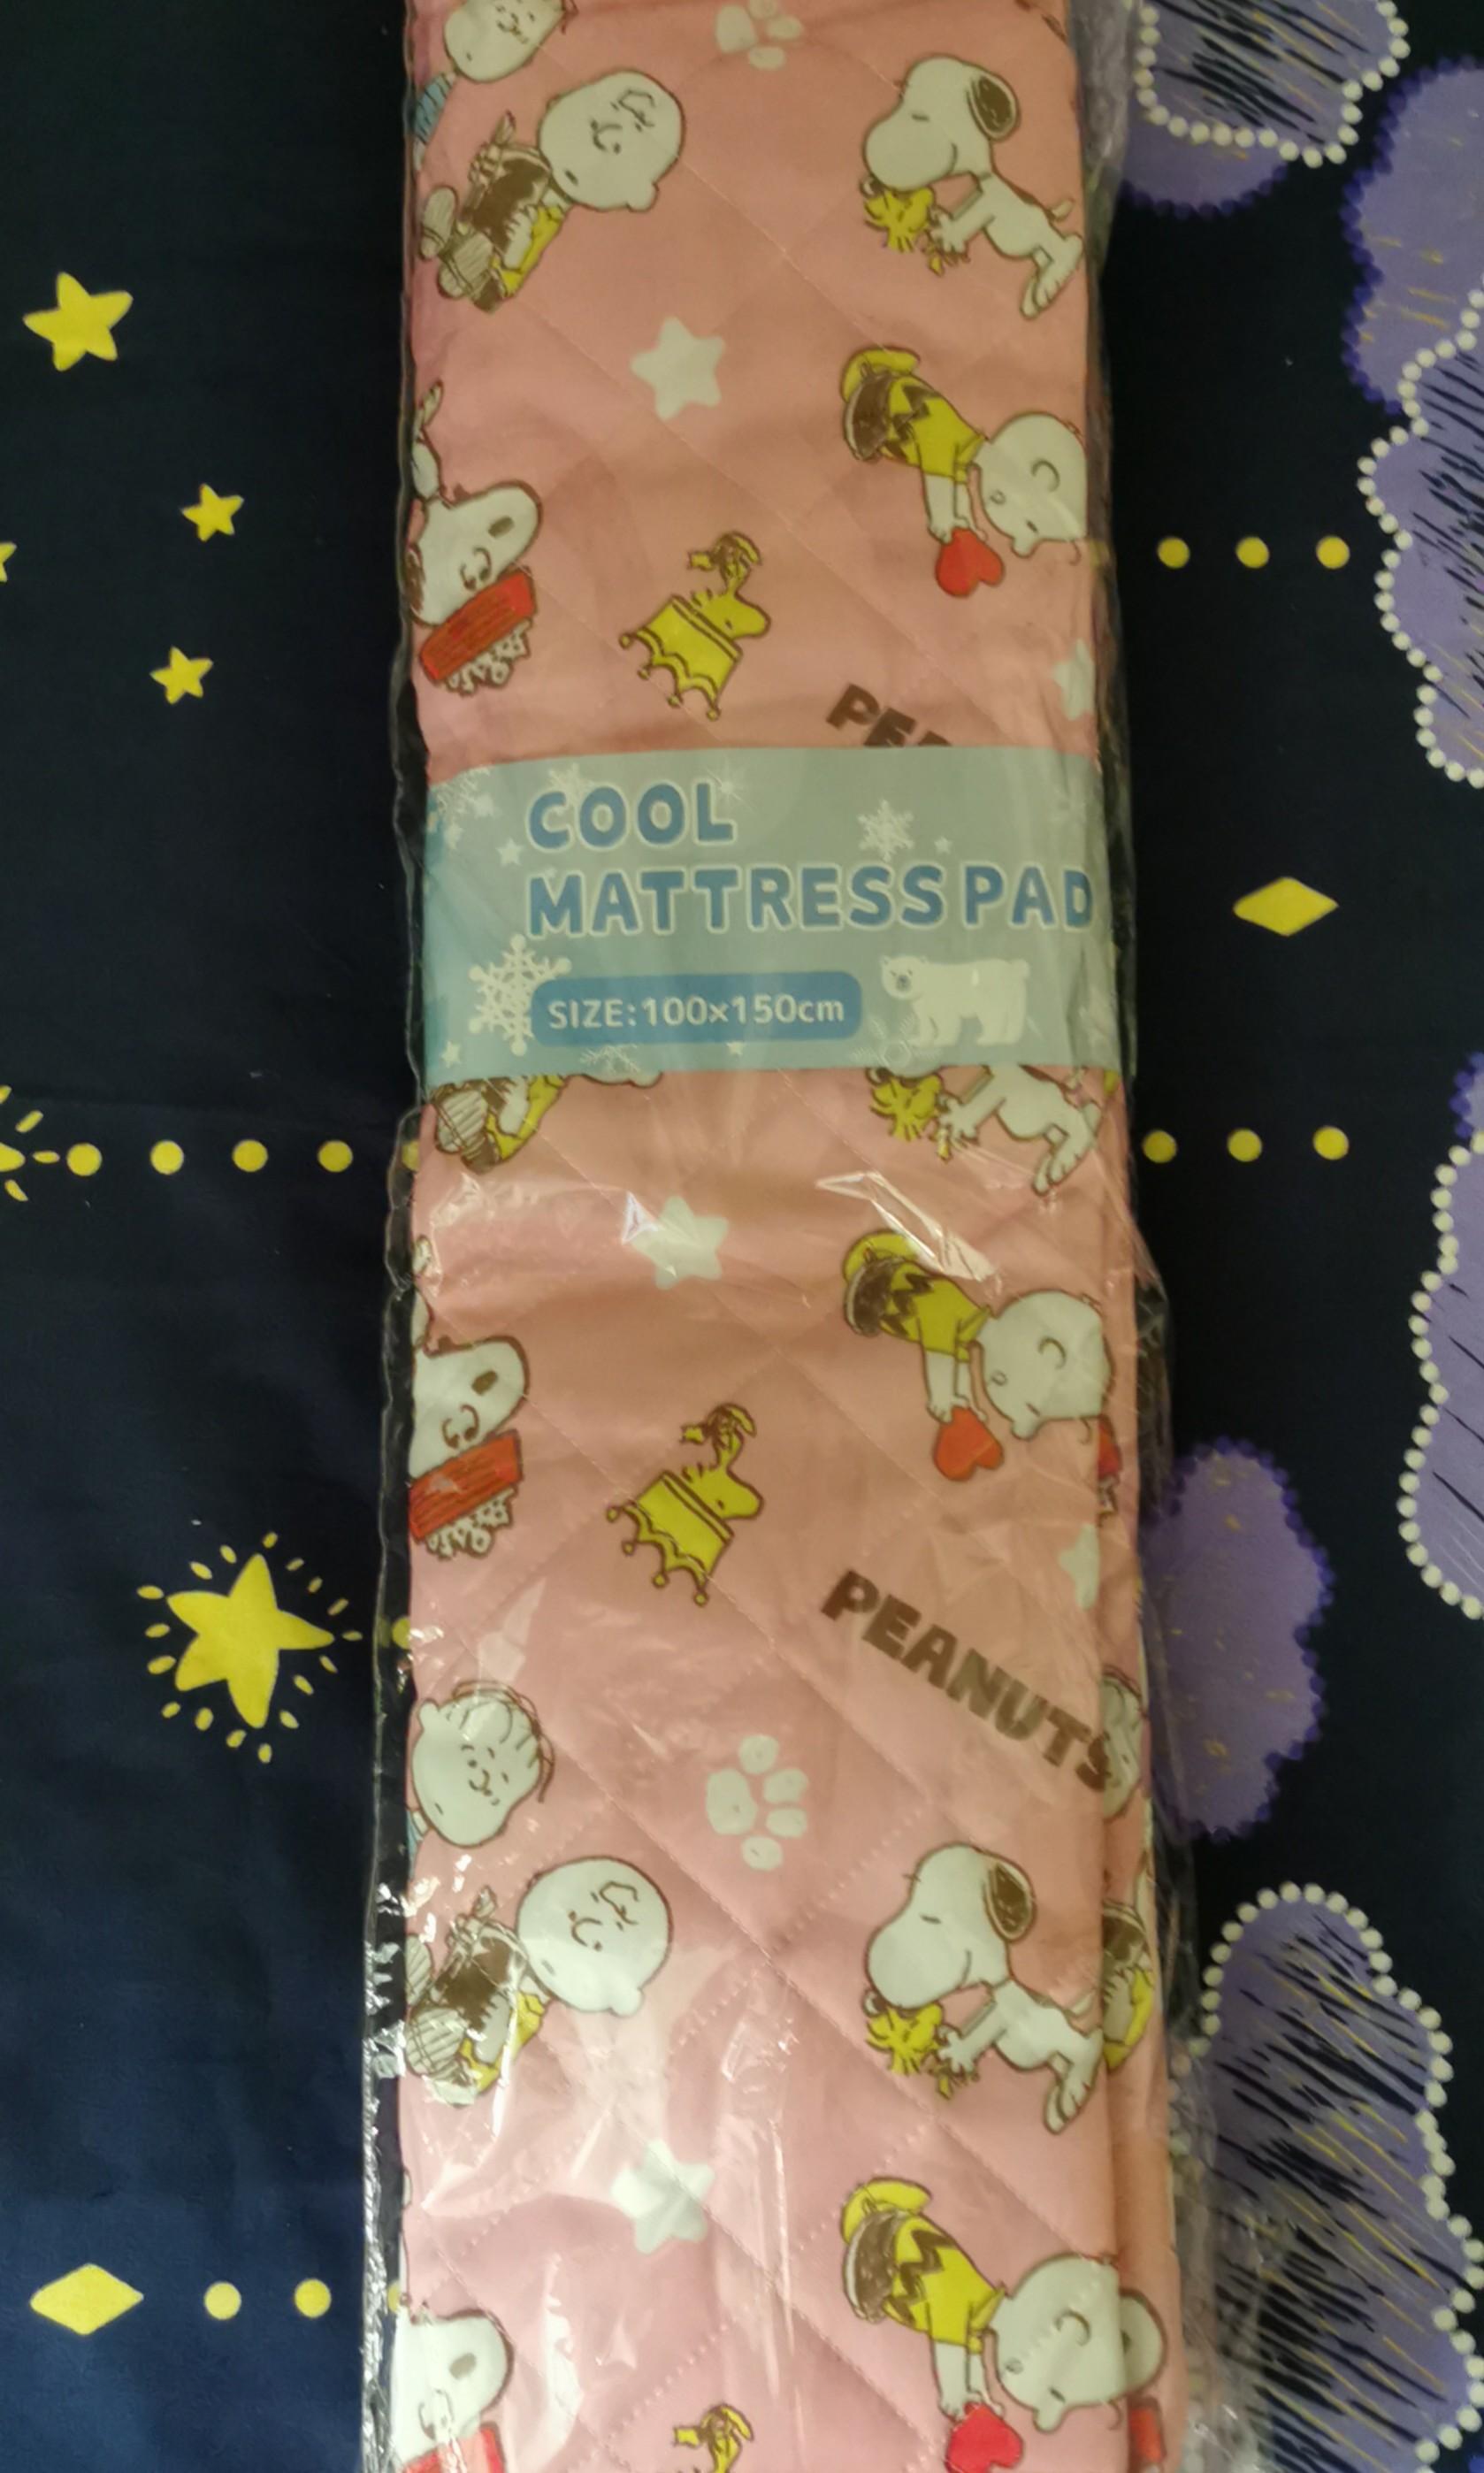 COOL
MATTRESS PAD
SIZE:100×150cm
PEANUTS